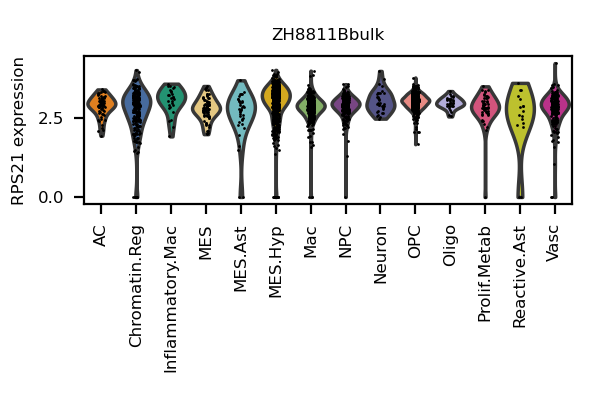 ZH8811Bbulk
RPS21 expression
2.5
0.0
AC
Chromatin.Reg
Inflammatory.Mac
MES
MES.Ast
MES.Hyp
Mac
NPC
Neuron
OPC
Oligo
Prolif.Metab
Reactive.Ast
Vasc